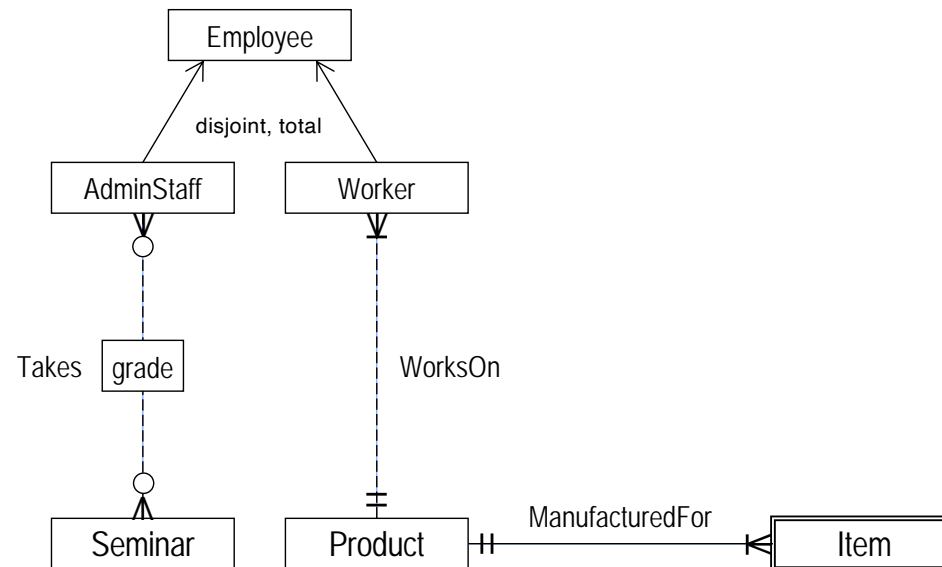 Employee
disjoint, total
AdminStaff
Worker
Takes
grade
WorksOn
ManufacturedFor
Seminar
Product
Item